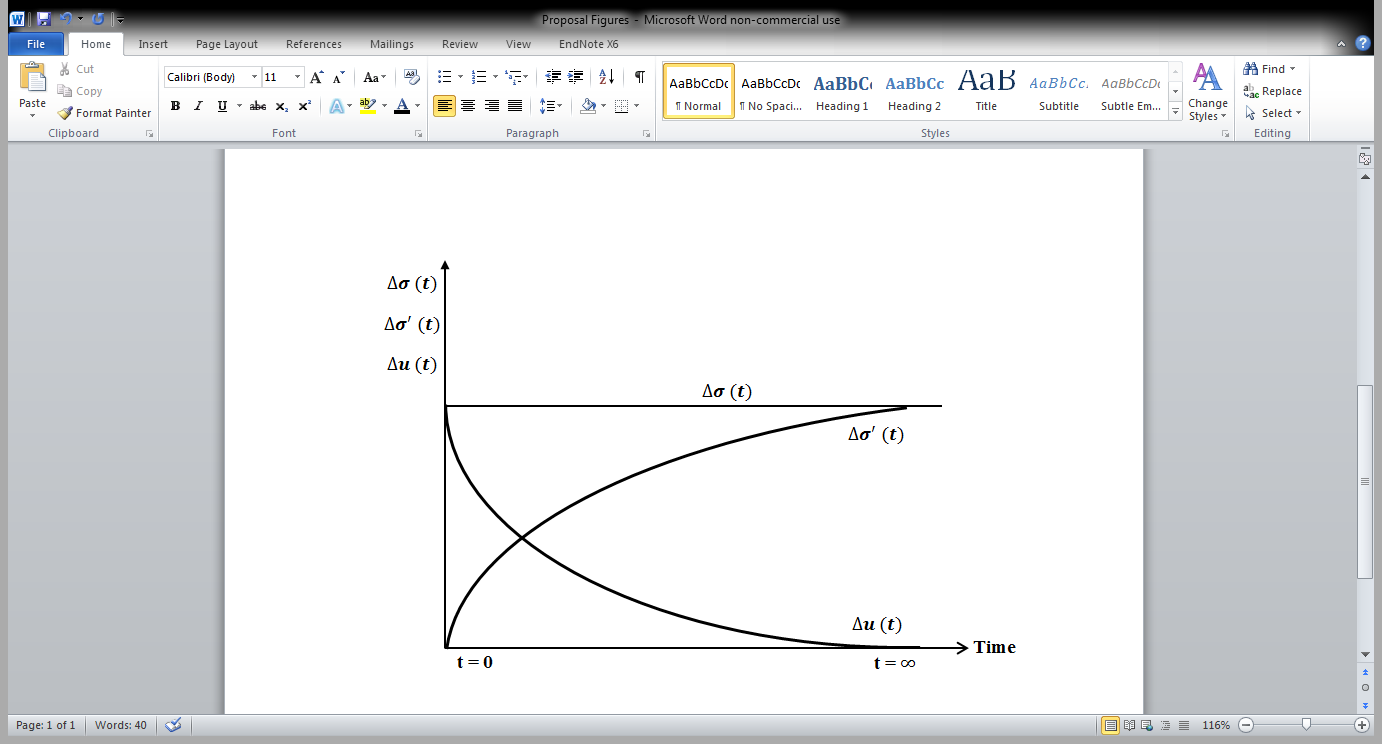 Proposal Figures - Microsoft Word non-commercial use
File Home Insert Page Layout References Mailings Review View EndNote X6
Paste
Cut
Copy
Format Painter
Clipboard
Calibri (Body) 11
Font
Paragraph
AaBbCcDc AaBbCcDc AaBbC AaBbCc AaB AaBbCc. AaBbCcDc
¶ Normal ¶ No Spaci... Heading 1 Heading 2 Title Subtitle Subtle Em...
Styles
Change
Styles
Find
Replace
Select
Editing
Δσ (t)
Δσ′ (t)
Δu (t)
Δσ (t)
Δσ′ (t)
Δu (t)
Time
t = 0
t = ∞
Page: 1 of 1 Words: 40 116%